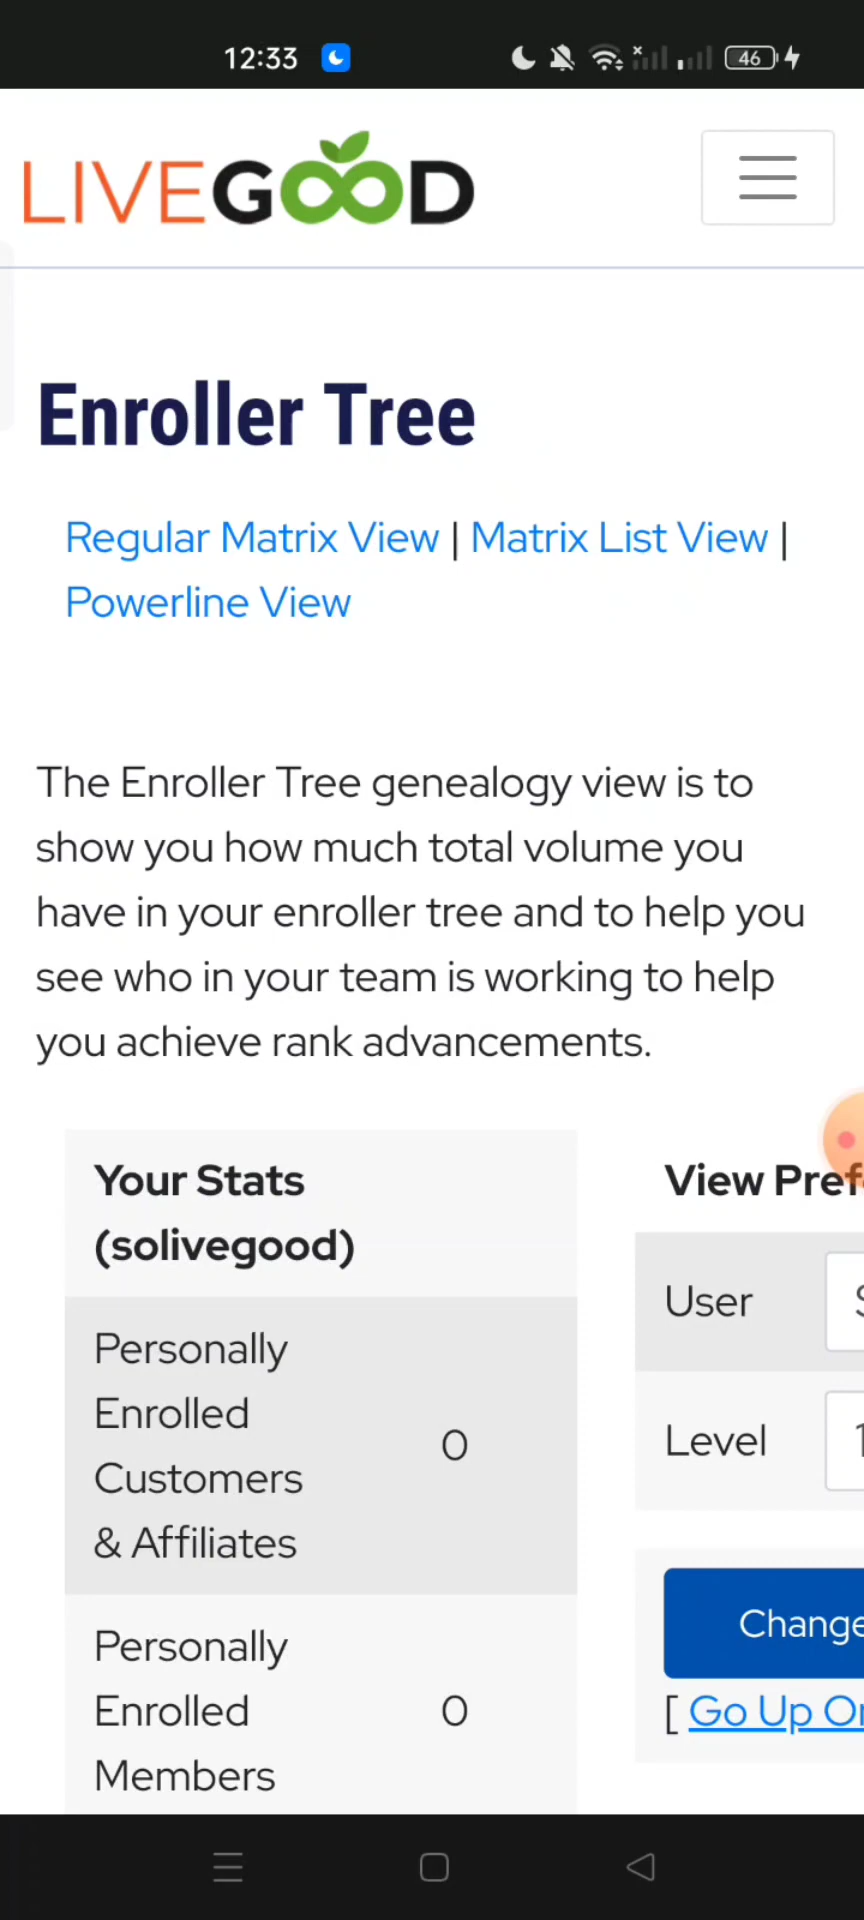 12:33
46
LIVEGOOD
Enroller Tree
Regular Matrix View | Matrix List View |
Powerline View
The Enroller Tree genealogy view is to
show you how much total volume you
have in your enroller tree and to help you
see who in your team is working to help
you achieve rank advancements.
Your Stats
(solivegood)
Personally
Enrolled
Customers
& Affiliates
0
Personally
Enrolled
Members
0
View Pref
User
Level
Change
[ Go Up